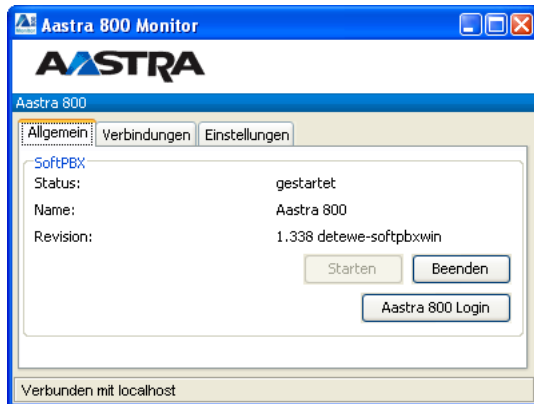 Aastra 800 Monitor
AASTRA
Aastra 800
Allgemein Verbindungen Einstellungen
SoftPBX
Status: gestartet
Name: Aastra 800
Revision: 1.338 detewe-softpbxwin
Starten Beenden
Aastra 800 Login
Verbunden mit localhost